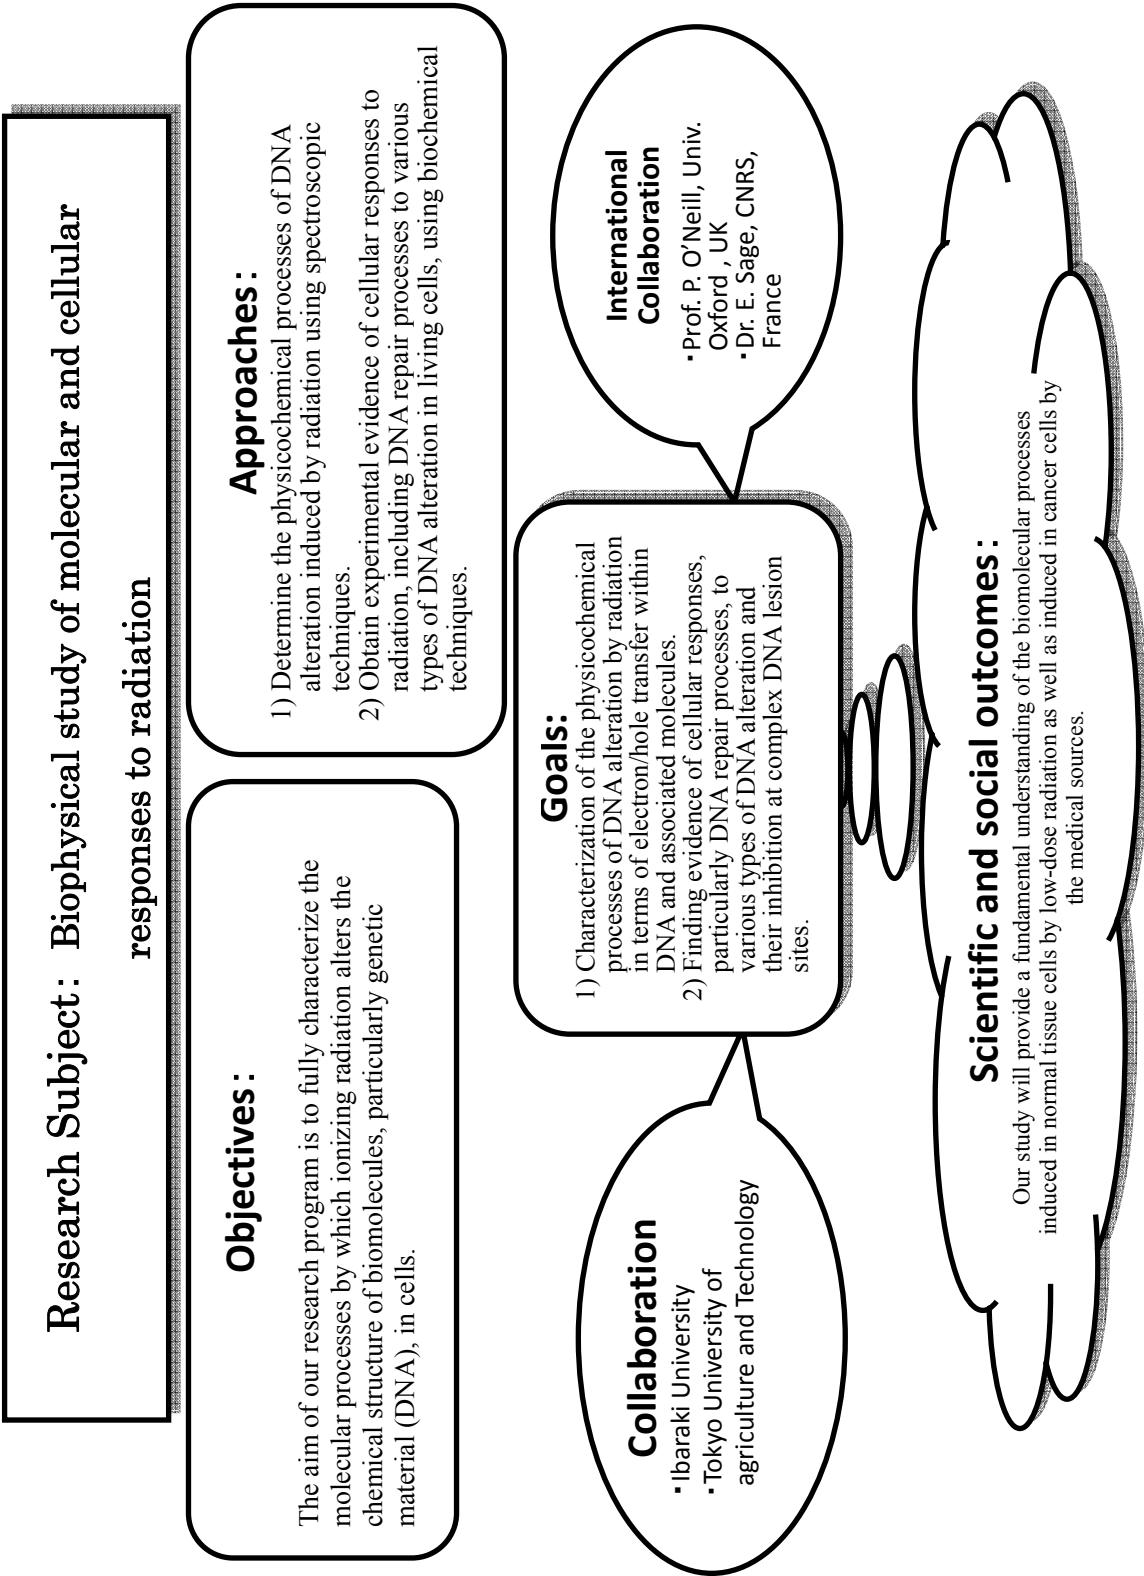 Research Subject: Biophysical study of molecular and cellular
responses to radiation
Objectives:
The aim of our research program is to fully characterize the
molecular processes by which ionizing radiation alters the
chemical structure of biomolecules, particularly genetic
material (DNA), in cells.
Approaches:
1) Determine the physicochemical processes of DNA
alteration induced by radiation using spectroscopic
techniques.
2) Obtain experimental evidence of cellular responses to
radiation, including DNA repair processes to various
types of DNA alteration in living cells, using biochemical
techniques.
Collaboration
・Ibaraki University
・Tokyo University of
agriculture and Technology
Goals:
1) Characterization of the physicochemical
processes of DNA alteration by radiation
in terms of electron/hole transfer within
DNA and associated molecules.
2) Finding evidence of cellular responses,
particularly DNA repair processes, to
various types of DNA alteration and
their inhibition at complex DNA lesion
sites.
International
Collaboration
・Prof. P. O’Neill, Univ.
Oxford , UK
・Dr. E. Sage, CNRS,
France
Scientific and social outcomes:
Our study will provide a fundamental understanding of the biomolecular processes
induced in normal tissue cells by low-dose radiation as well as induced in cancer cells by
the medical sources.